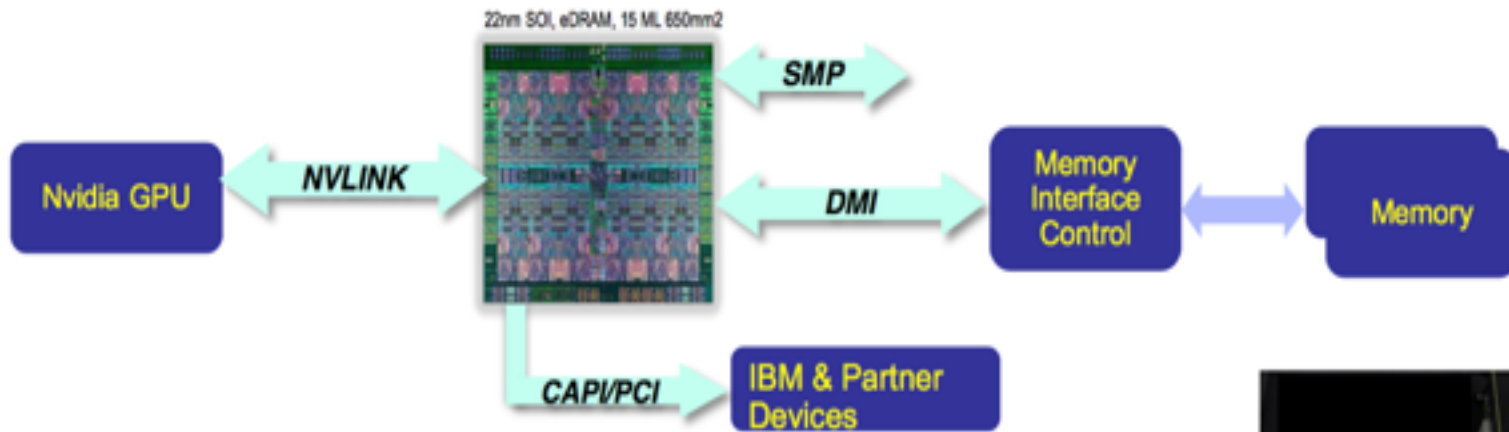 22nm SOI, eDRAM, 15 ML 650mm2
SMP
Nvidia GPU
NVLINK
DMI
Memory
Interface
Control
Memory
CAPI/PCI
IBM & Partner
Devices